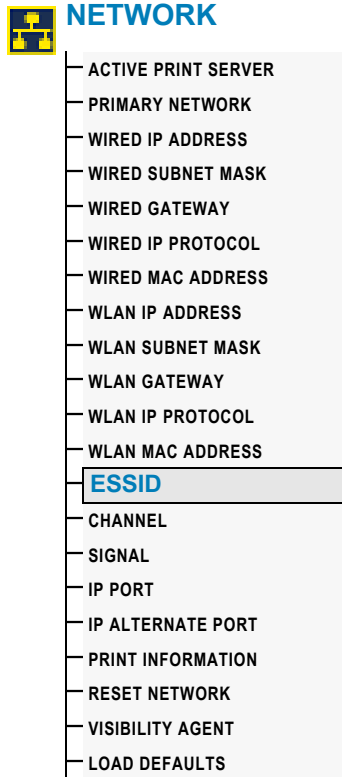 NETWORK
ACTIVE PRINT SERVER
PRIMARY NETWORK
WIRED IP ADDRESS
WIRED SUBNET MASK
WIRED GATEWAY
WIRED IP PROTOCOL
WIRED MAC ADDRESS
WLAN IP ADDRESS
WLAN SUBNET MASK
WLAN GATEWAY
WLAN IP PROTOCOL
WLAN MAC ADDRESS
ESSID
CHANNEL
SIGNAL
IP PORT
IP ALTERNATE PORT
PRINT INFORMATION
RESET NETWORK
VISIBILITY AGENT
LOAD DEFAULTS